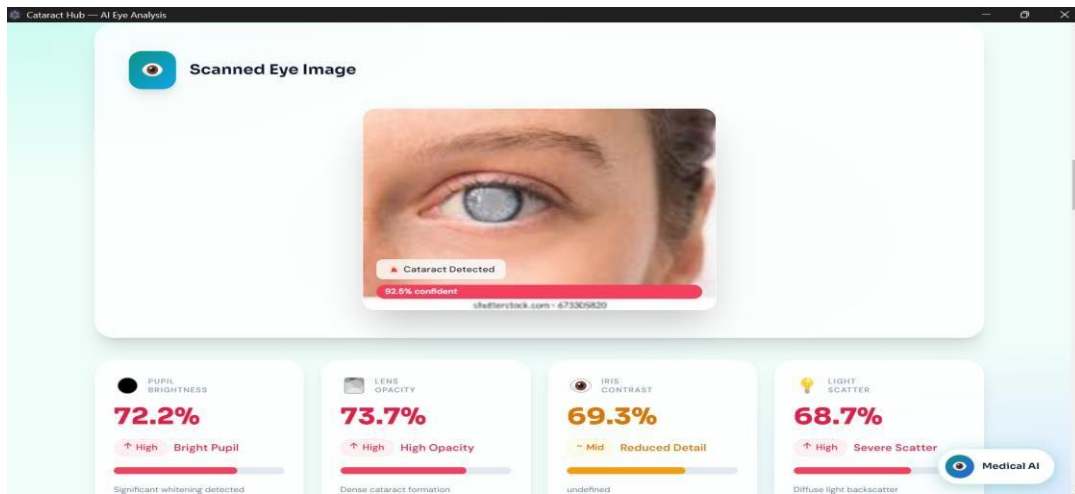 Cataract Hub — AI Eye Analysis
Scanned Eye Image
Cataract Detected
92.5% confident
shutterstock.com • 673305820
PUPIL
BRIGHTNESS
72.2%
↑ High Bright Pupil
Significant whitening detected
LENS
OPACITY
73.7%
↑ High High Opacity
Dense cataract formation
IRIS
CONTRAST
69.3%
~ Mid Reduced Detail
undefined
LIGHT
SCATTER
68.7%
↑ High Severe Scatter
Diffuse light backscatter
Medical AI